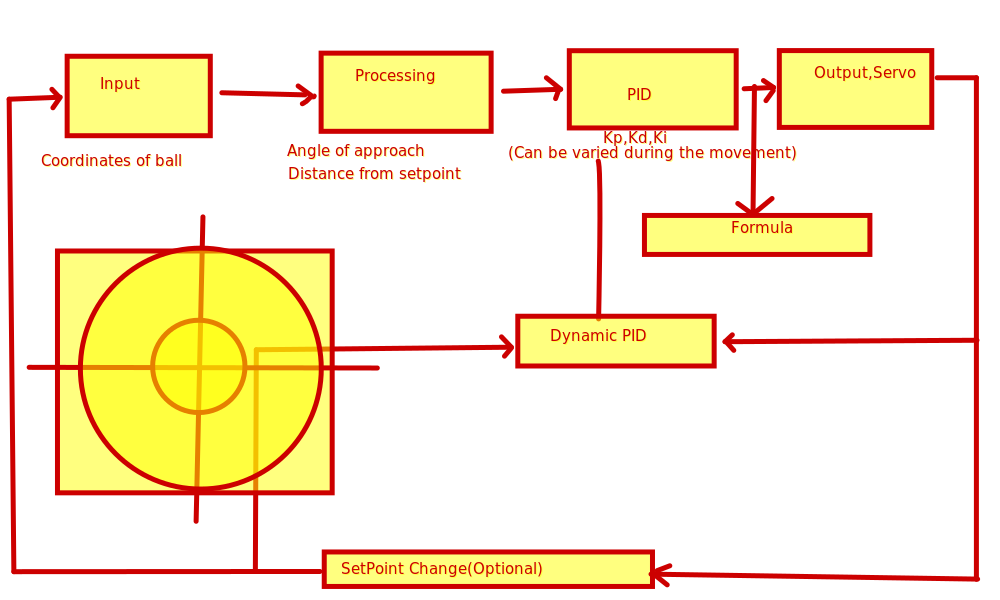 Input
Processing
PID
Output,Servo
Kp,Kd,Ki
(Can be varied during the movement)
Coordinates of ball
Angle of approach
Distance from setpoint
Formula
Dynamic PID
SetPoint Change(Optional)